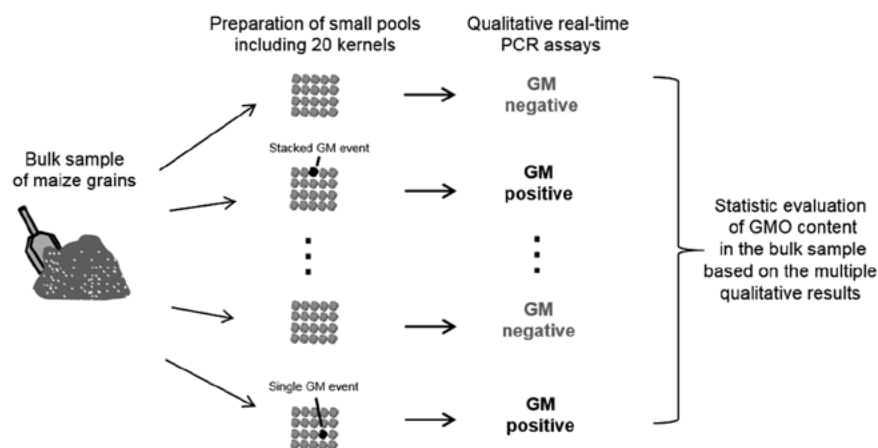 Preparation of small pools
including 20 kernels
Qualitative real-time
PCR assays
Bulk sample
of maize grains
GM
negative
Stacked GM event
GM
positive
GM
negative
Single GM event
GM
positive
Statistic evaluation
of GMO content
in the bulk sample
based on the multiple
qualitative results